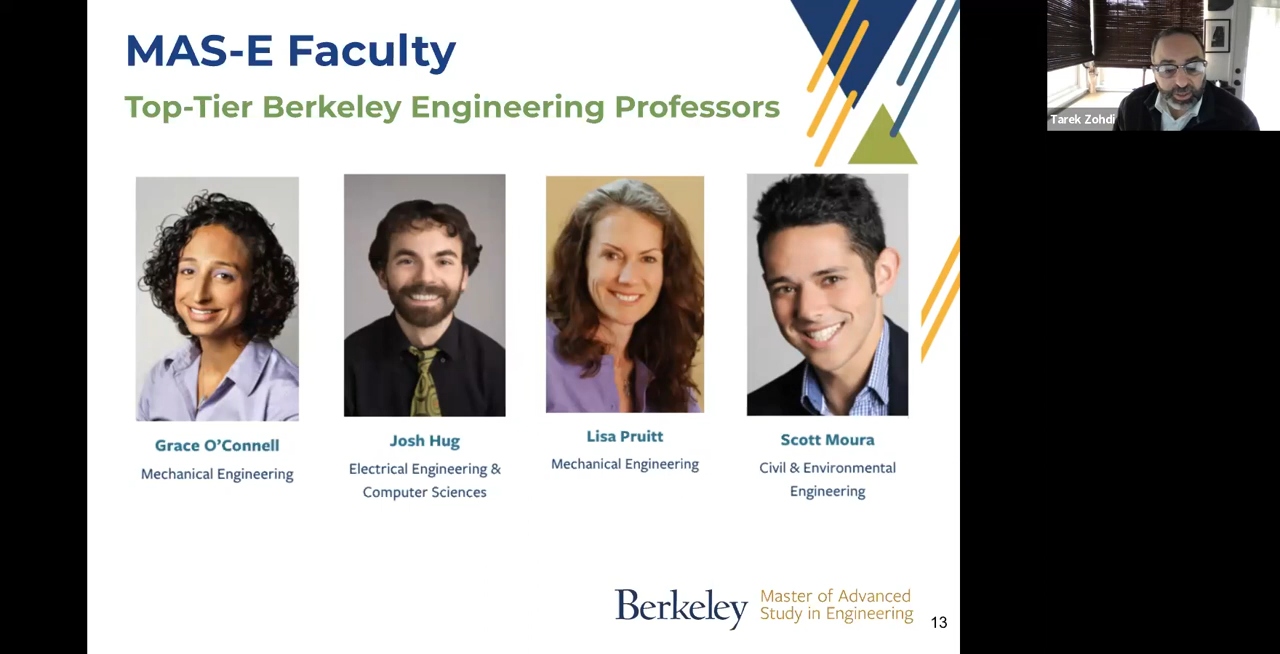 MAS-E Faculty
Top-Tier Berkeley Engineering Professors
Tarek Zohdi
Grace O’Connell
Mechanical Engineering
Josh Hug
Electrical Engineering &
Computer Sciences
Lisa Pruitt
Mechanical Engineering
Scott Moura
Civil & Environmental
Engineering
Berkeley
Master of Advanced
Study in Engineering
13